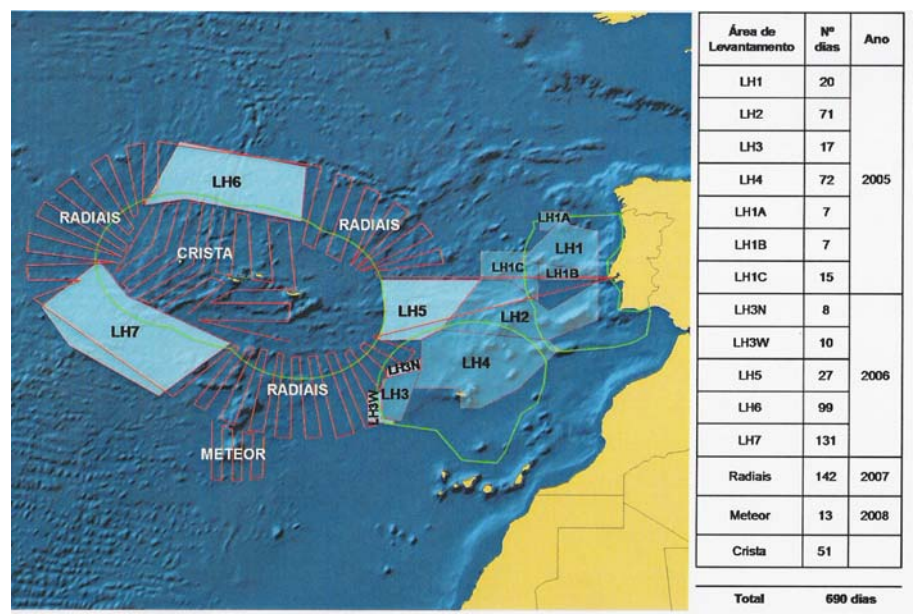 LH6
RADIAIS
RADIAIS
CRISTA
LH1A
LH1
LH1C
LH1B
LH5
LH2
LH7
LH4
LH3N
LH3W
LH3
RADIAIS
METEOR
Área de Levantamento Nº dias Ano
LH1 20
LH2 71
LH3 17
LH4 72 2005
LH1A 7
LH1B 7
LH1C 15
LH3N 8
LH3W 10
LH5 27 2006
LH6 99
LH7 131
Radiais 142 2007
Meteor 13 2008
Crista 51
Total 690 dias